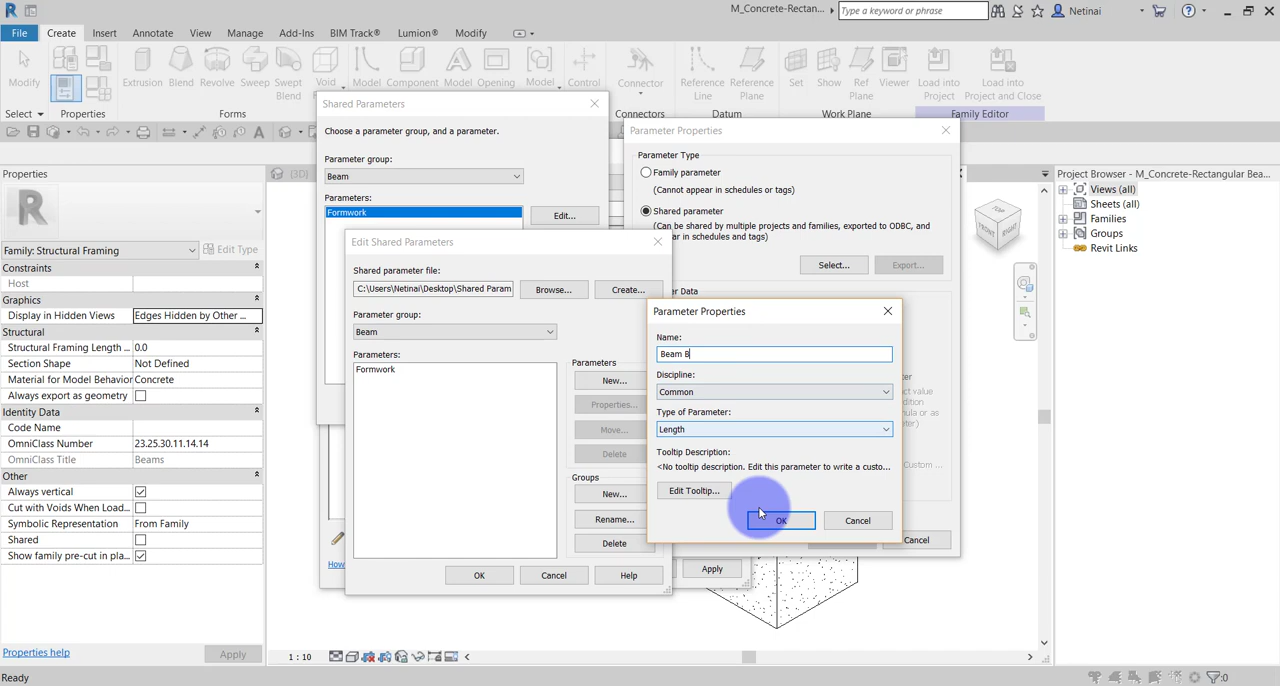 M_Concrete-Rectan...
Type a keyword or phrase
Netinai
File Create Insert Annotate View Manage Add-Ins BIM Track® Lumion® Modify
Modify Extrusion Blend Revolve Sweep Swept Blend Void Model Component Model Opening Model Control Connector Reference Line Reference Plane Set Show Ref Plane Viewer Load into Project Load into Project and Close
Select Properties Forms Connectors Datum Work Plane Family Editor
Properties
Family: Structural Framing
Edit Type
Constraints
Host
Graphics
Display in Hidden Views Edges Hidden by Other ...
Structural
Structural Framing Length ... 0.0
Section Shape Not Defined
Material for Model Behavior Concrete
Always export as geometry
Identity Data
Code Name
OmniClass Number 23.25.30.11.14.14
OmniClass Title Beams
Other
Always vertical
Cut with Voids When Load...
Symbolic Representation From Family
Shared
Show family pre-cut in pla...
Properties help
Apply
Ready
Shared Parameters
Choose a parameter group, and a parameter.
Parameter group:
Beam
Parameters:
Formwork
Edit...
Edit Shared Parameters
Shared parameter file:
C:\Users\Netinai\Desktop\Shared Param
Browse...
Create...
Parameter group:
Beam
Parameters:
Formwork
Parameters
New...
Properties...
Move...
Delete
Groups
New...
Rename...
Delete
OK
Cancel
Help
How
Apply
Parameter Properties
Parameter Type
Family parameter
(Cannot appear in schedules or tags)
Shared parameter
(Can be shared by multiple projects and families, exported to ODBC, and
ar in schedules and tags)
Select...
Export...
er Data
Cancel
Parameter Properties
Name:
Beam B
Discipline:
Common
Type of Parameter:
Length
Tooltip Description:
<No tooltip description. Edit this parameter to write a custo...
Edit Tooltip...
OK
Cancel
[3D]
FRONT RIGHT
1 : 10
Project Browser - M_Concrete-Rectangular Bea...
Views (all)
Sheets (all)
Families
Groups
Revit Links
:0